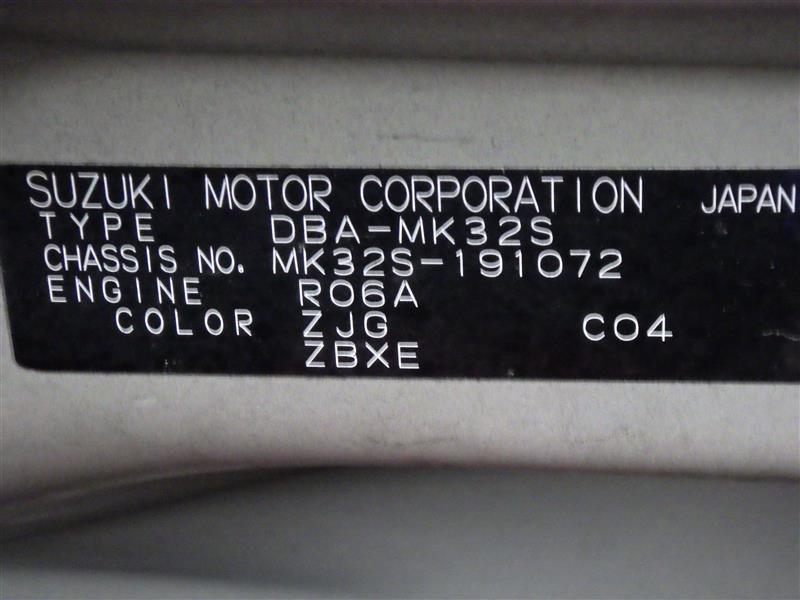 SUZUKI MOTOR CORPORATION JAPAN
TYPE DBA-MK32S
CHASSIS NO. MK32S-191072
ENGINE R06A
COLOR ZJG C04
ZBXE